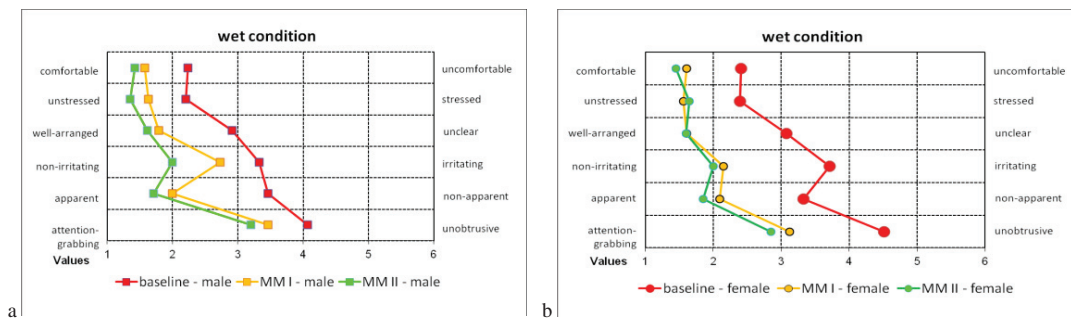 wet condition
comfortable uncomfortable
unstressed stressed
well-arranged unclear
non-irritating irritating
apparent non-apparent
attention-
grabbing unobtrusive
Values 1 2 3 4 5 6
baseline - male MM I - male MM II - male
a
wet condition
comfortable uncomfortable
unstressed stressed
well-arranged unclear
non-irritating irritating
apparent non-apparent
attention-
grabbing unobtrusive
Values 1 2 3 4 5 6
baseline - female MM I - female MM II - female
b